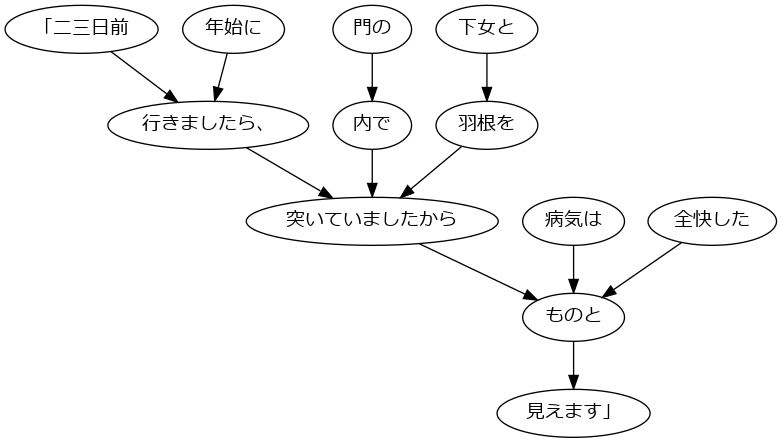 「二三日前
年始に
門の
下女と
行きましたら、
内で
羽根を
突いていましたから
病気は
全快した
ものと
見えます」